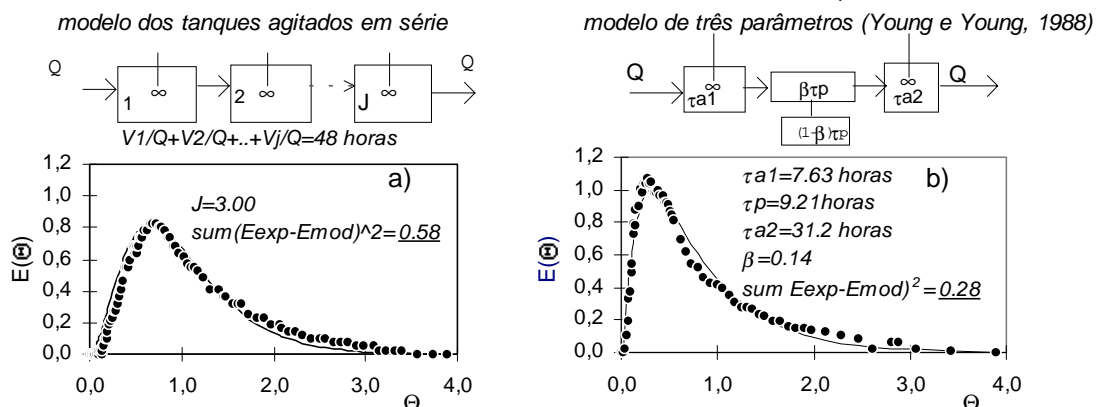 modelo dos tanques agitados em série
Q
1 ∞
2 ∞
J ∞
Q
V1/Q+V2/Q+..+Vj/Q=48 horas
a)
J=3.00
sum(Eexp-Emod)^2=0.58
E(Θ)
1,2
1,0
0,8
0,6
0,4
0,2
0,0
0,0 1,0 2,0 3,0 4,0
Θ
modelo de três parâmetros (Young e Young, 1988)
Q
∞
τa1
βτp
(1-β)τp
∞
τa2
Q
b)
τa1=7.63 horas
τp=9.21horas
τa2=31.2 horas
β=0.14
sum Eexp-Emod)²=0.28
E(Θ)
1,2
1,0
0,8
0,6
0,4
0,2
0,0
0,0 1,0 2,0 3,0 4,0
Θ